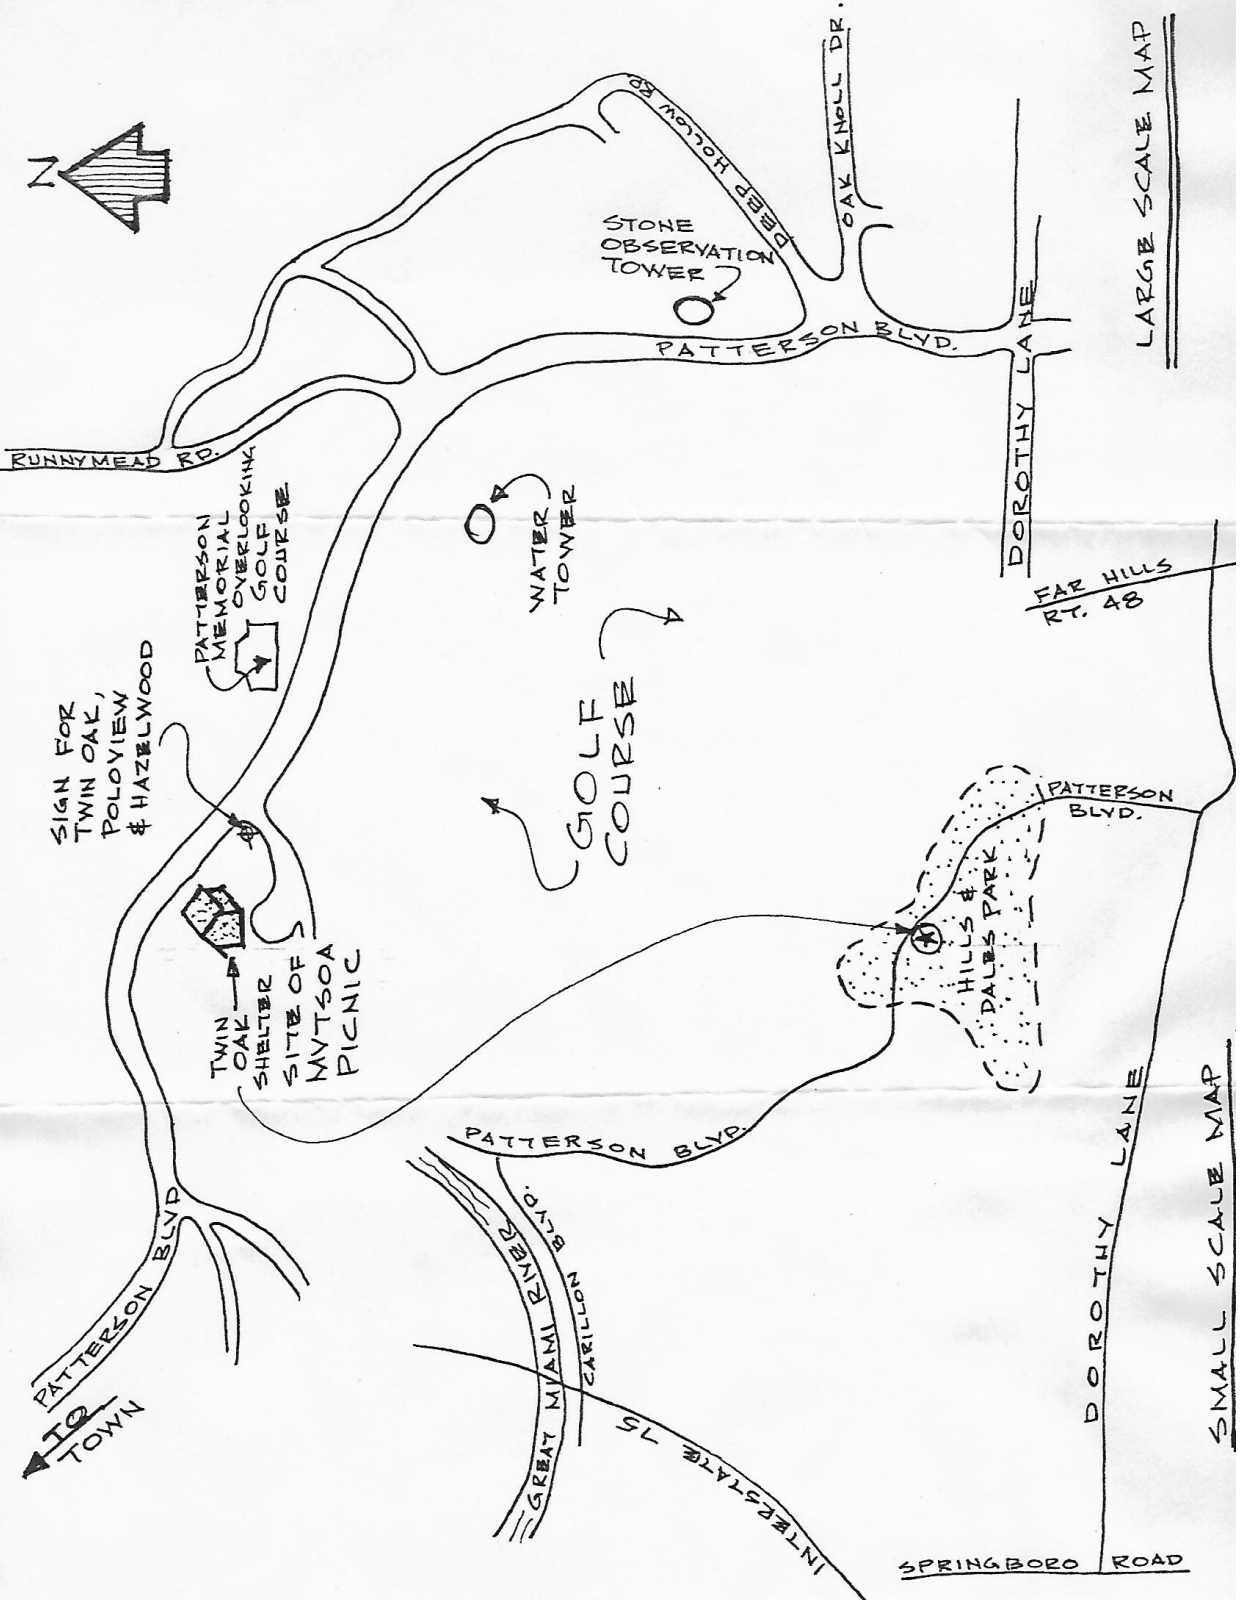 N
RUNNYMEAD RD.
DEEP HOLLOW RD
OAK KNOLL DR.
STONE
OBSERVATION
TOWER
PATTERSON BLVD.
DOROTHY LANE
LARGE SCALE MAP
PATTERSON
MEMORIAL
OVERLOOKING
GOLF
COURSE
WATER
TOWER
SIGN FOR
TWIN OAK,
POLOVIEW
& HAZELWOOD
GOLF
COURSE
TWIN
OAK
SHELTER
SITE OF
MVTSOA
PICNIC
PATTERSON BLVD
TO
TOWN
FAR HILLS
RT. 48
PATTERSON
BLVD.
HILLS &
DALES PARK
PATTERSON BLVD.
CARILLON BLVD.
GREAT MIAMI RIVER
INTERSTATE 75
DOROTHY LANE
SPRINGBORO ROAD
SMALL SCALE MAP